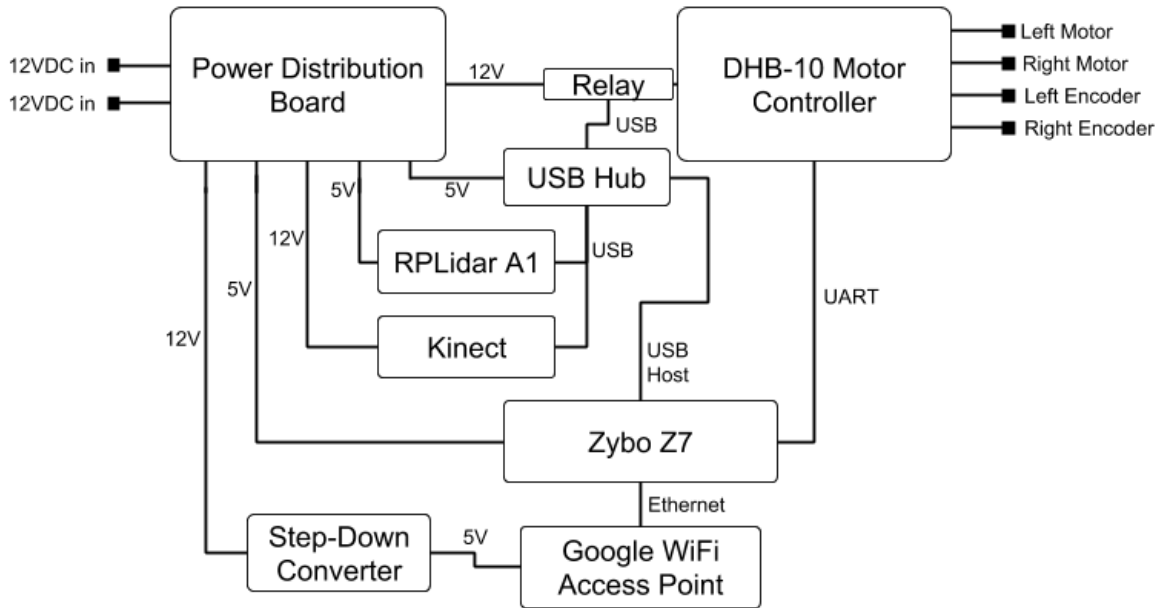 12VDC in
12VDC in
Power Distribution
Board
12V
Relay
USB
DHB-10 Motor
Controller
Left Motor
Right Motor
Left Encoder
Right Encoder
5V
5V
USB Hub
12V
RPLidar A1
USB
5V
UART
12V
Kinect
USB
Host
Zybo Z7
Ethernet
Step-Down
Converter
5V
Google WiFi
Access Point